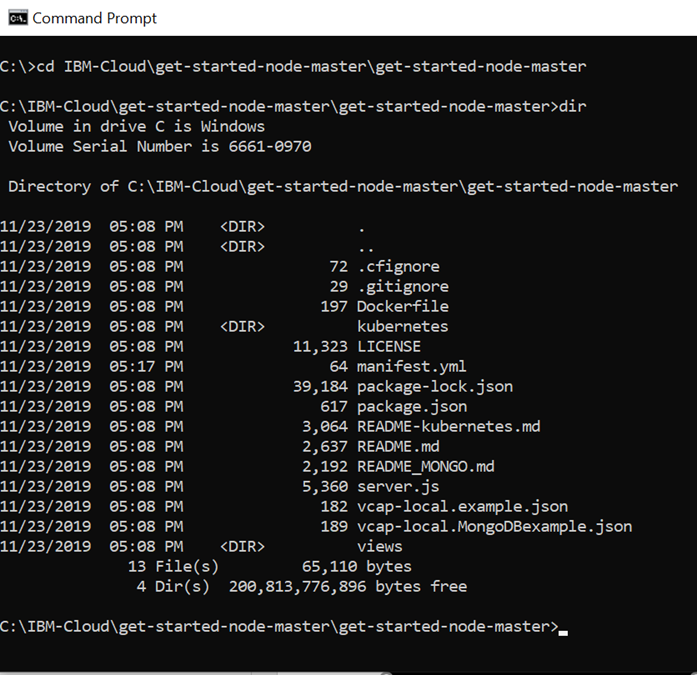 Command Prompt
C:\>cd IBM-Cloud\get-started-node-master\get-started-node-master
C:\IBM-Cloud\get-started-node-master\get-started-node-master>dir
 Volume in drive C is Windows
 Volume Serial Number is 6661-0970
 Directory of C:\IBM-Cloud\get-started-node-master\get-started-node-master
11/23/2019  05:08 PM    <DIR>          .
11/23/2019  05:08 PM    <DIR>          ..
11/23/2019  05:08 PM                72 .cfignore
11/23/2019  05:08 PM                29 .gitignore
11/23/2019  05:08 PM               197 Dockerfile
11/23/2019  05:08 PM    <DIR>          kubernetes
11/23/2019  05:08 PM            11,323 LICENSE
11/23/2019  05:17 PM                64 manifest.yml
11/23/2019  05:08 PM            39,184 package-lock.json
11/23/2019  05:08 PM               617 package.json
11/23/2019  05:08 PM             3,064 README-kubernetes.md
11/23/2019  05:08 PM             2,637 README.md
11/23/2019  05:08 PM             2,192 README_MONGO.md
11/23/2019  05:08 PM             5,360 server.js
11/23/2019  05:08 PM               182 vcap-local.example.json
11/23/2019  05:08 PM               189 vcap-local.MongoDBexample.json
11/23/2019  05:08 PM    <DIR>          views
              13 File(s)         65,110 bytes
               4 Dir(s)  200,813,776,896 bytes free
C:\IBM-Cloud\get-started-node-master\get-started-node-master>